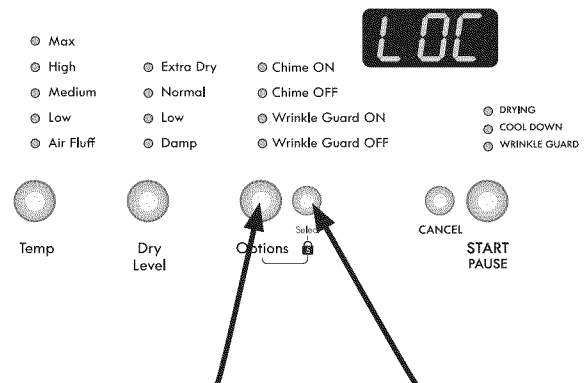 LOC
Max
High
Medium
Low
Air Fluff
Extra Dry
Normal
Low
Damp
Chime ON
Chime OFF
Wrinkle Guard ON
Wrinkle Guard OFF
DRYING
COOL DOWN
WRINKLE GUARD
Temp
Dry
Level
Options
Select
CANCEL
START
PAUSE